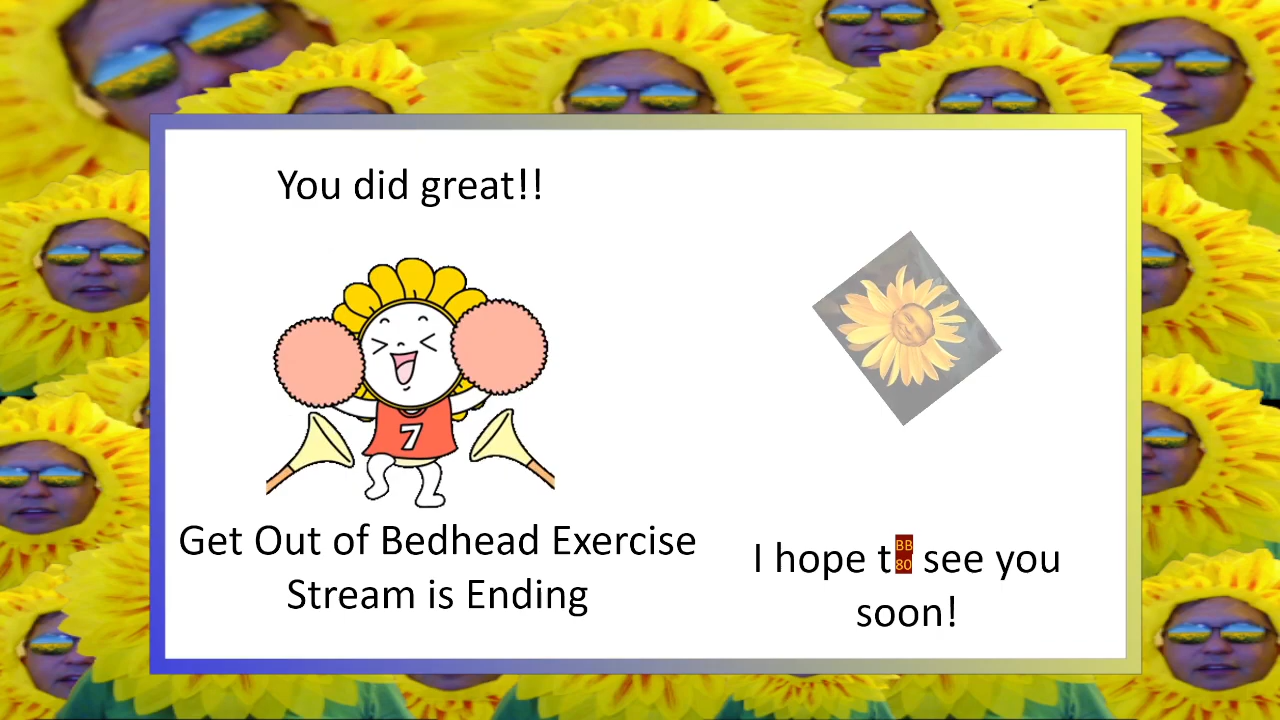 You did great!!
7
Get Out of Bedhead Exercise
Stream is Ending
I hope t see you
soon!